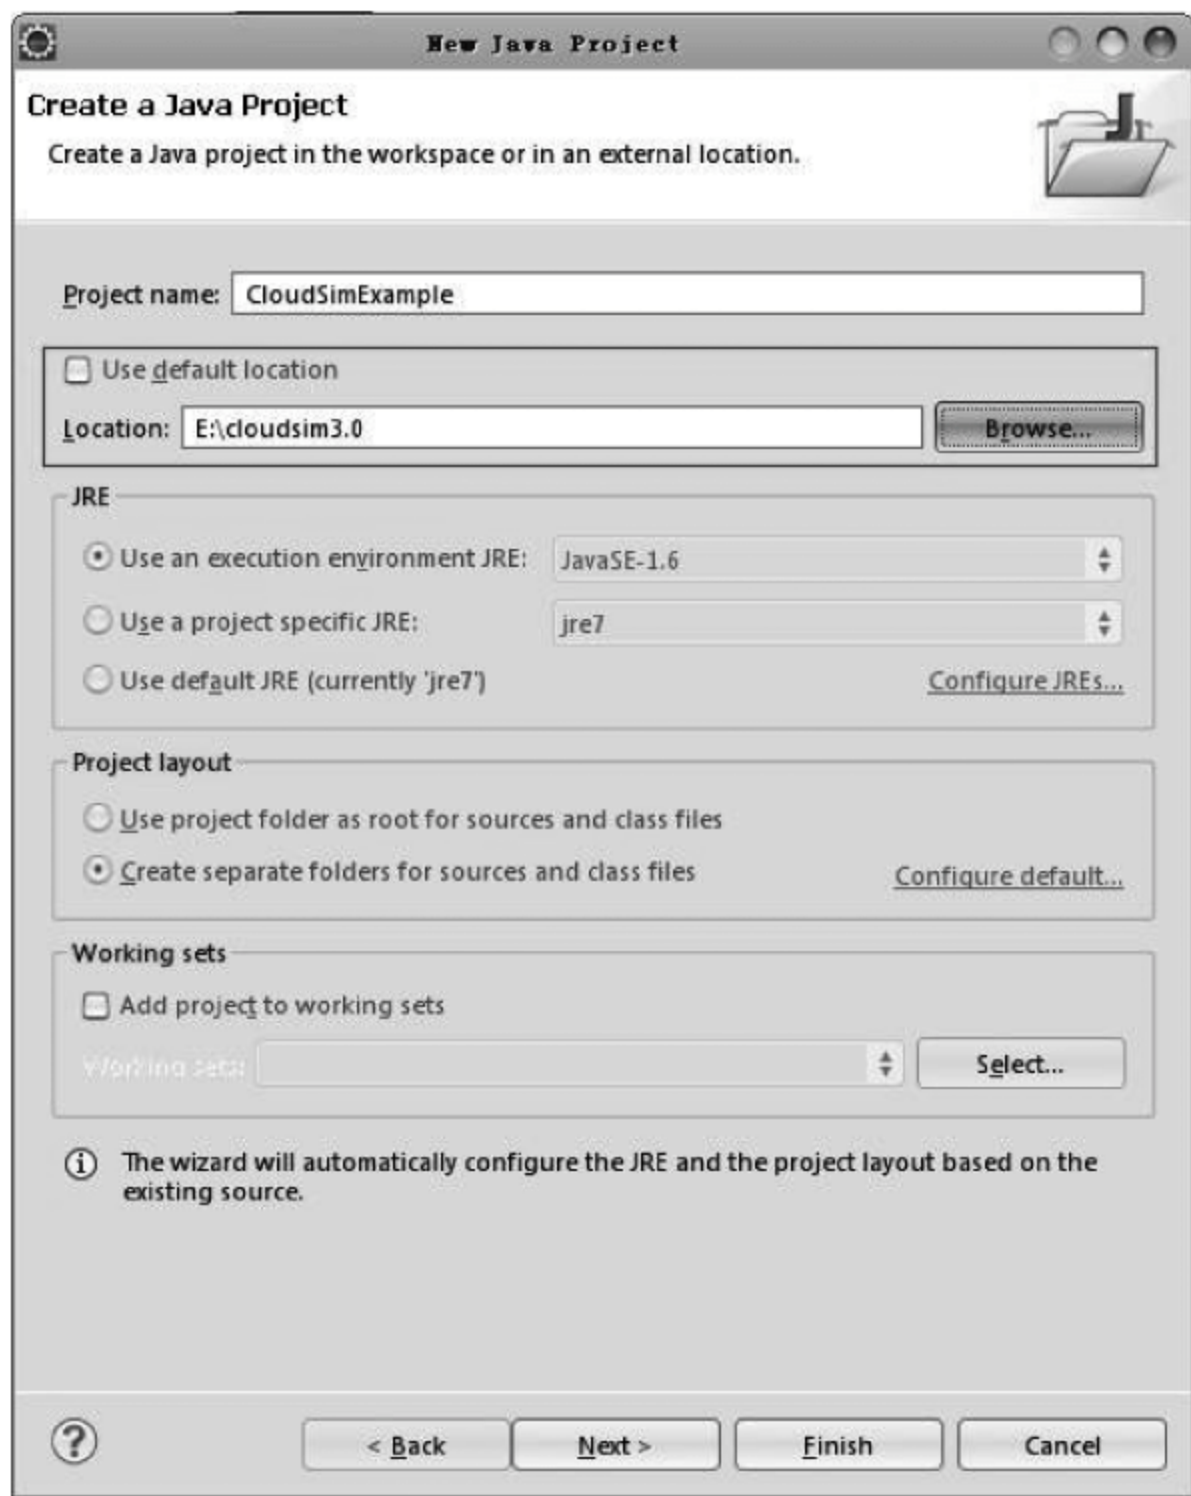 New Java Project
Create a Java Project
Create a Java project in the workspace or in an external location.
Project name: CloudSimExample
Use default location
Location: E:\cloudsim3.0 Browse...
JRE
Use an execution environment JRE: JavaSE-1.6
Use a project specific JRE: jre7
Use default JRE (currently 'jre7') Configure JREs...
Project layout
Use project folder as root for sources and class files
Create separate folders for sources and class files Configure default...
Working sets
Add project to working sets
Working sets: Select...
The wizard will automatically configure the JRE and the project layout based on the
existing source.
< Back Next > Finish Cancel